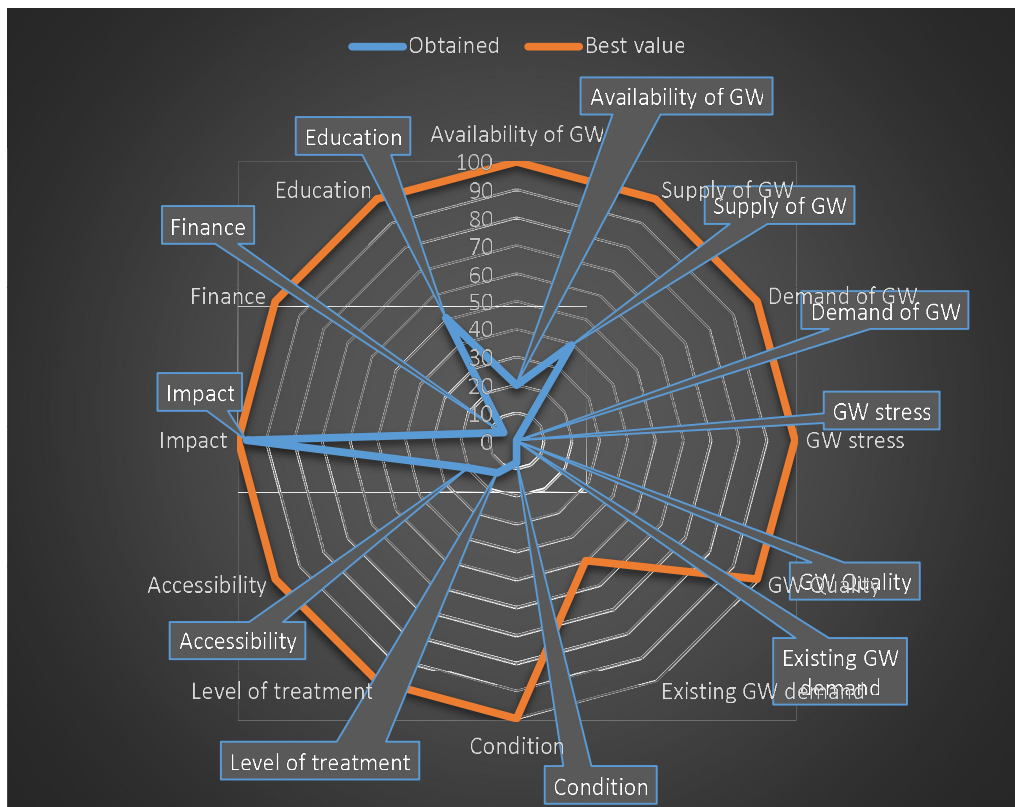 Obtained
Best value
Availability of GW
Education
Availability of GW
100
Education
90
Supply of GW
Supply of GW
80
Finance
70
60
Finance
50
Demand of GW
Demand of GW
40
30
Impact
20
GW stress
10
Impact
0
GW stress
Accessibility
GW Quality
GW Quality
Accessibility
Existing GW
demand
Level of treatment
Existing GW demand
Condition
Level of treatment
Condition